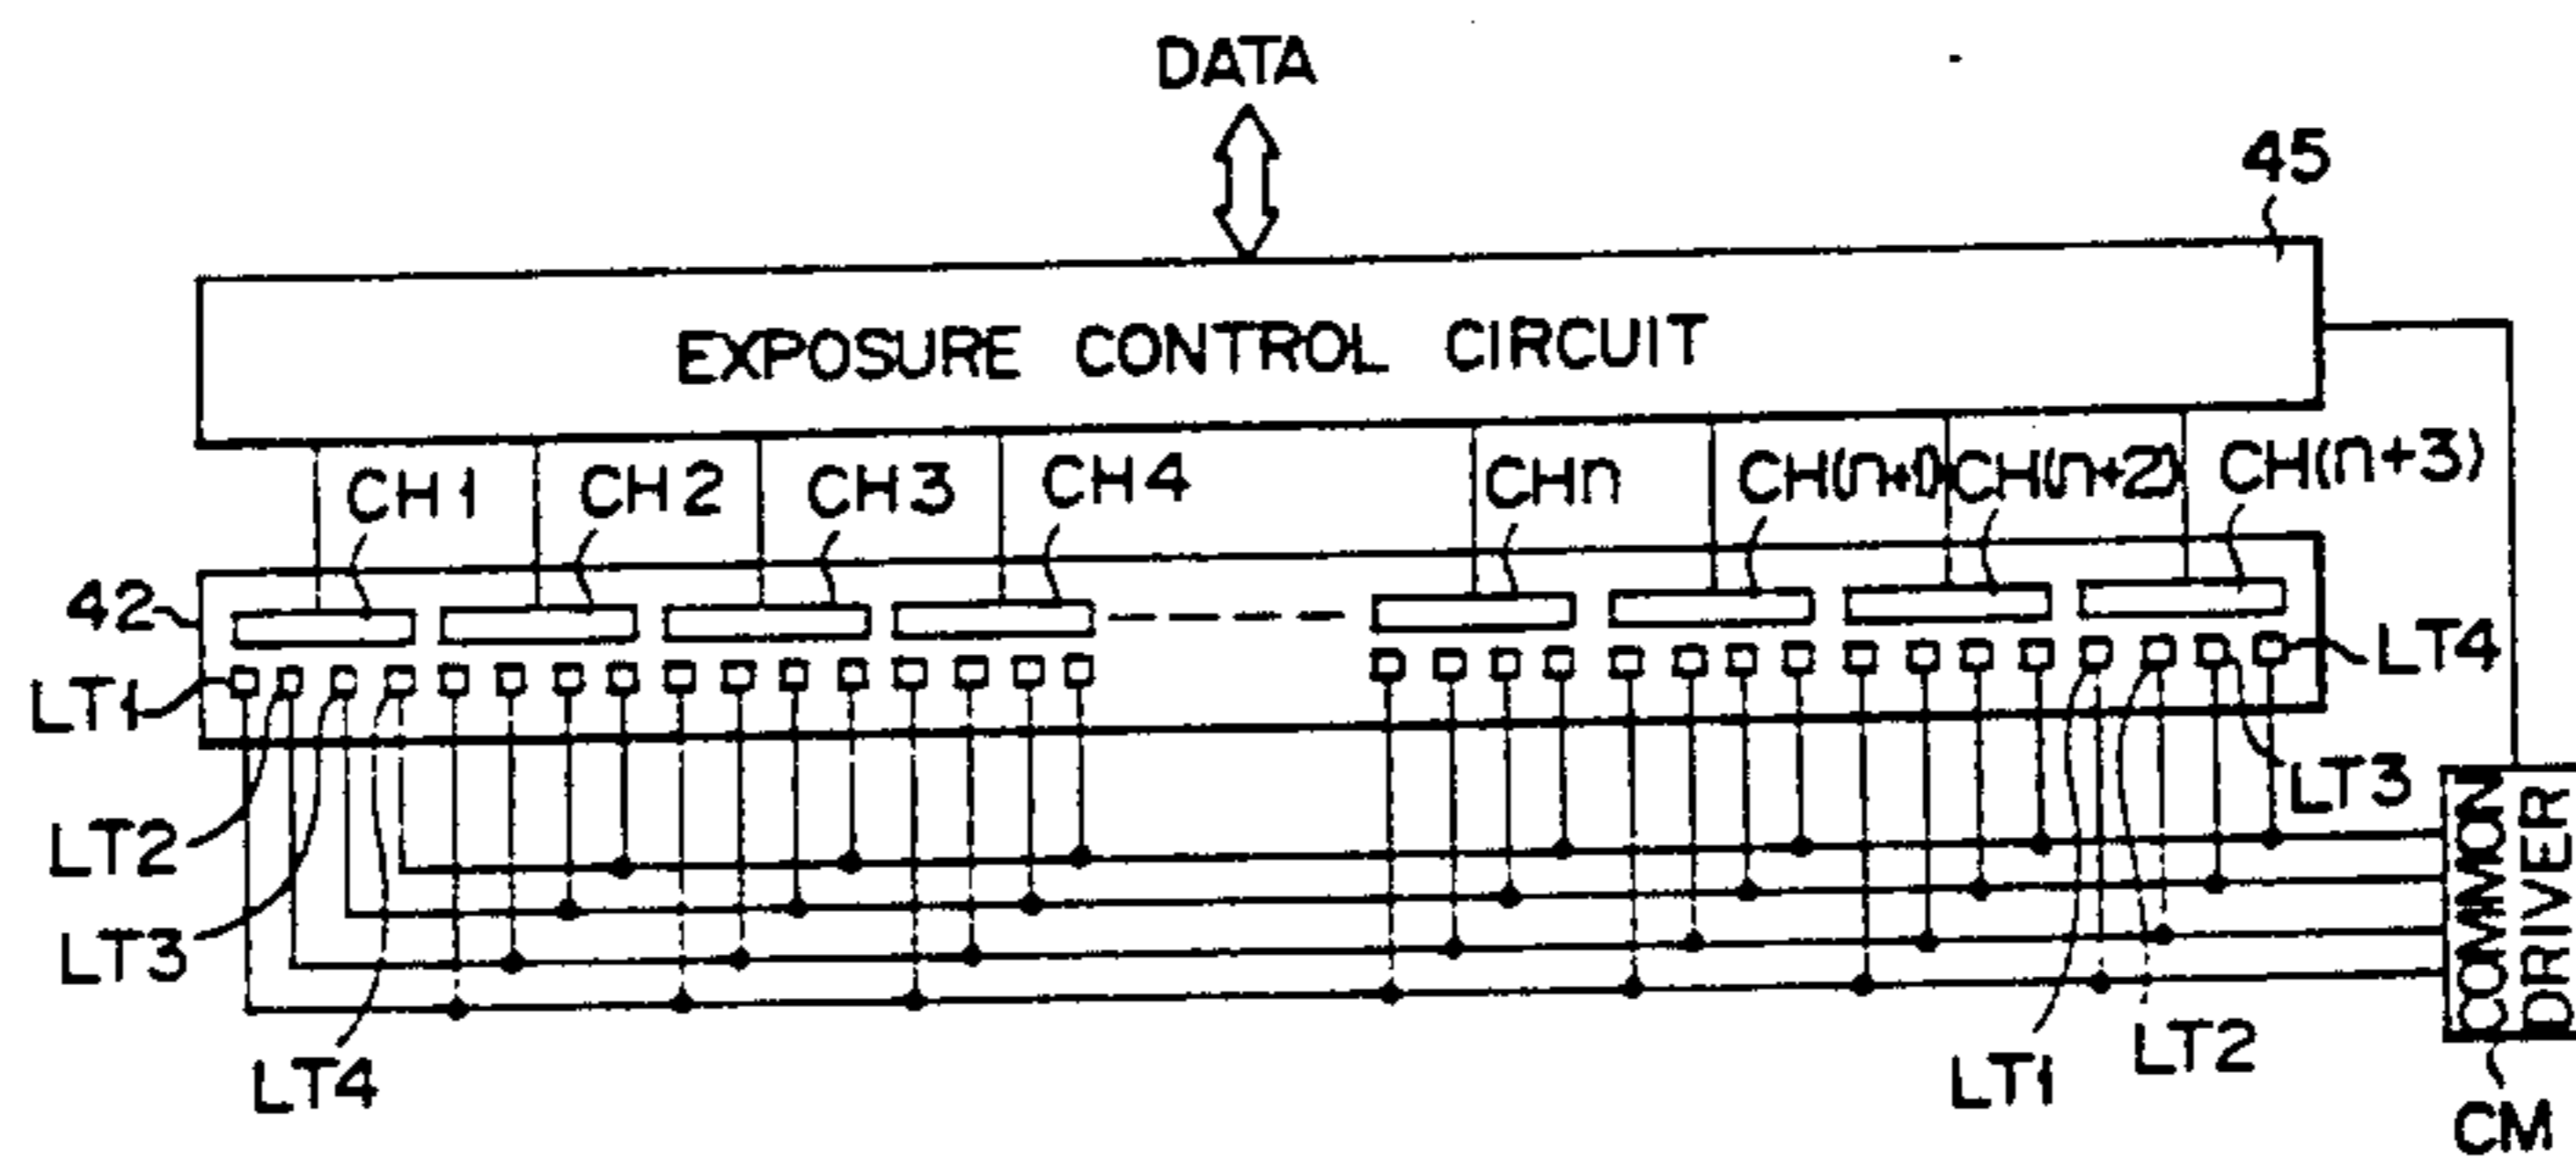 DATA
45
EXPOSURE CONTROL CIRCUIT
CH1 CH2 CH3 CH4 CHn CH(n+1) CH(n+2) CH(n+3)
42
LT1
LT4
LT2
LT3
LT3
LT4
LT1
LT2
COMMON
DRIVER
CM